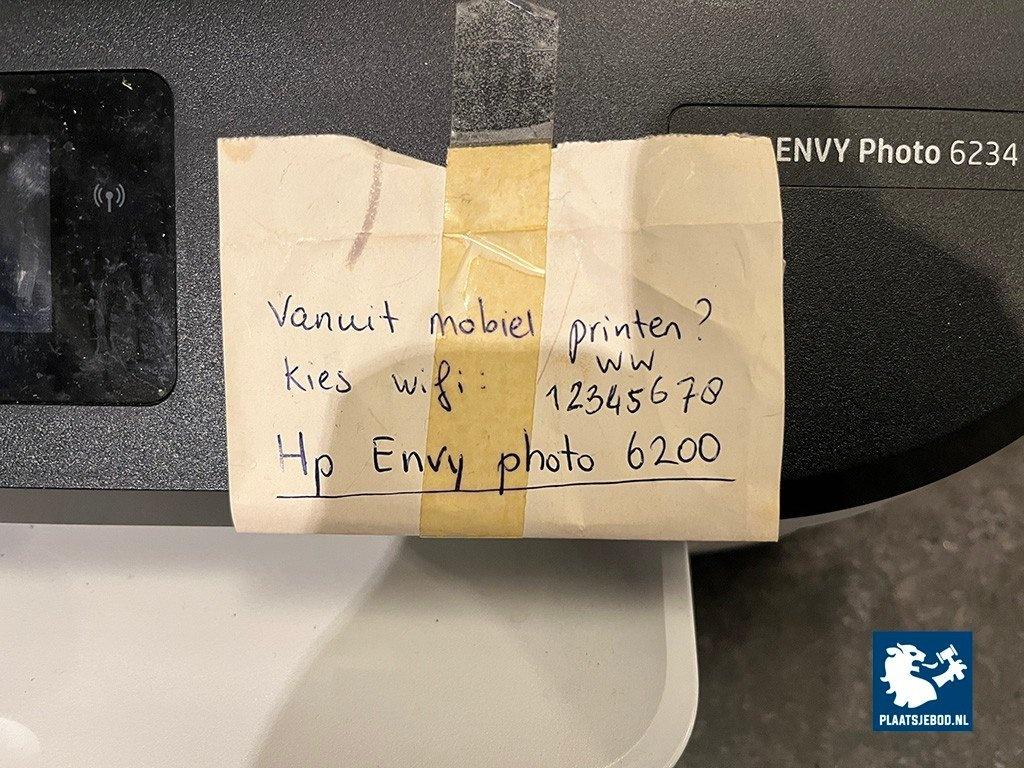 ENVY Photo 6234
Vanuit mobiel printen?
kies wifi: ww
12345678
Hp Envy photo 6200
PLAATSJEBOD.NL